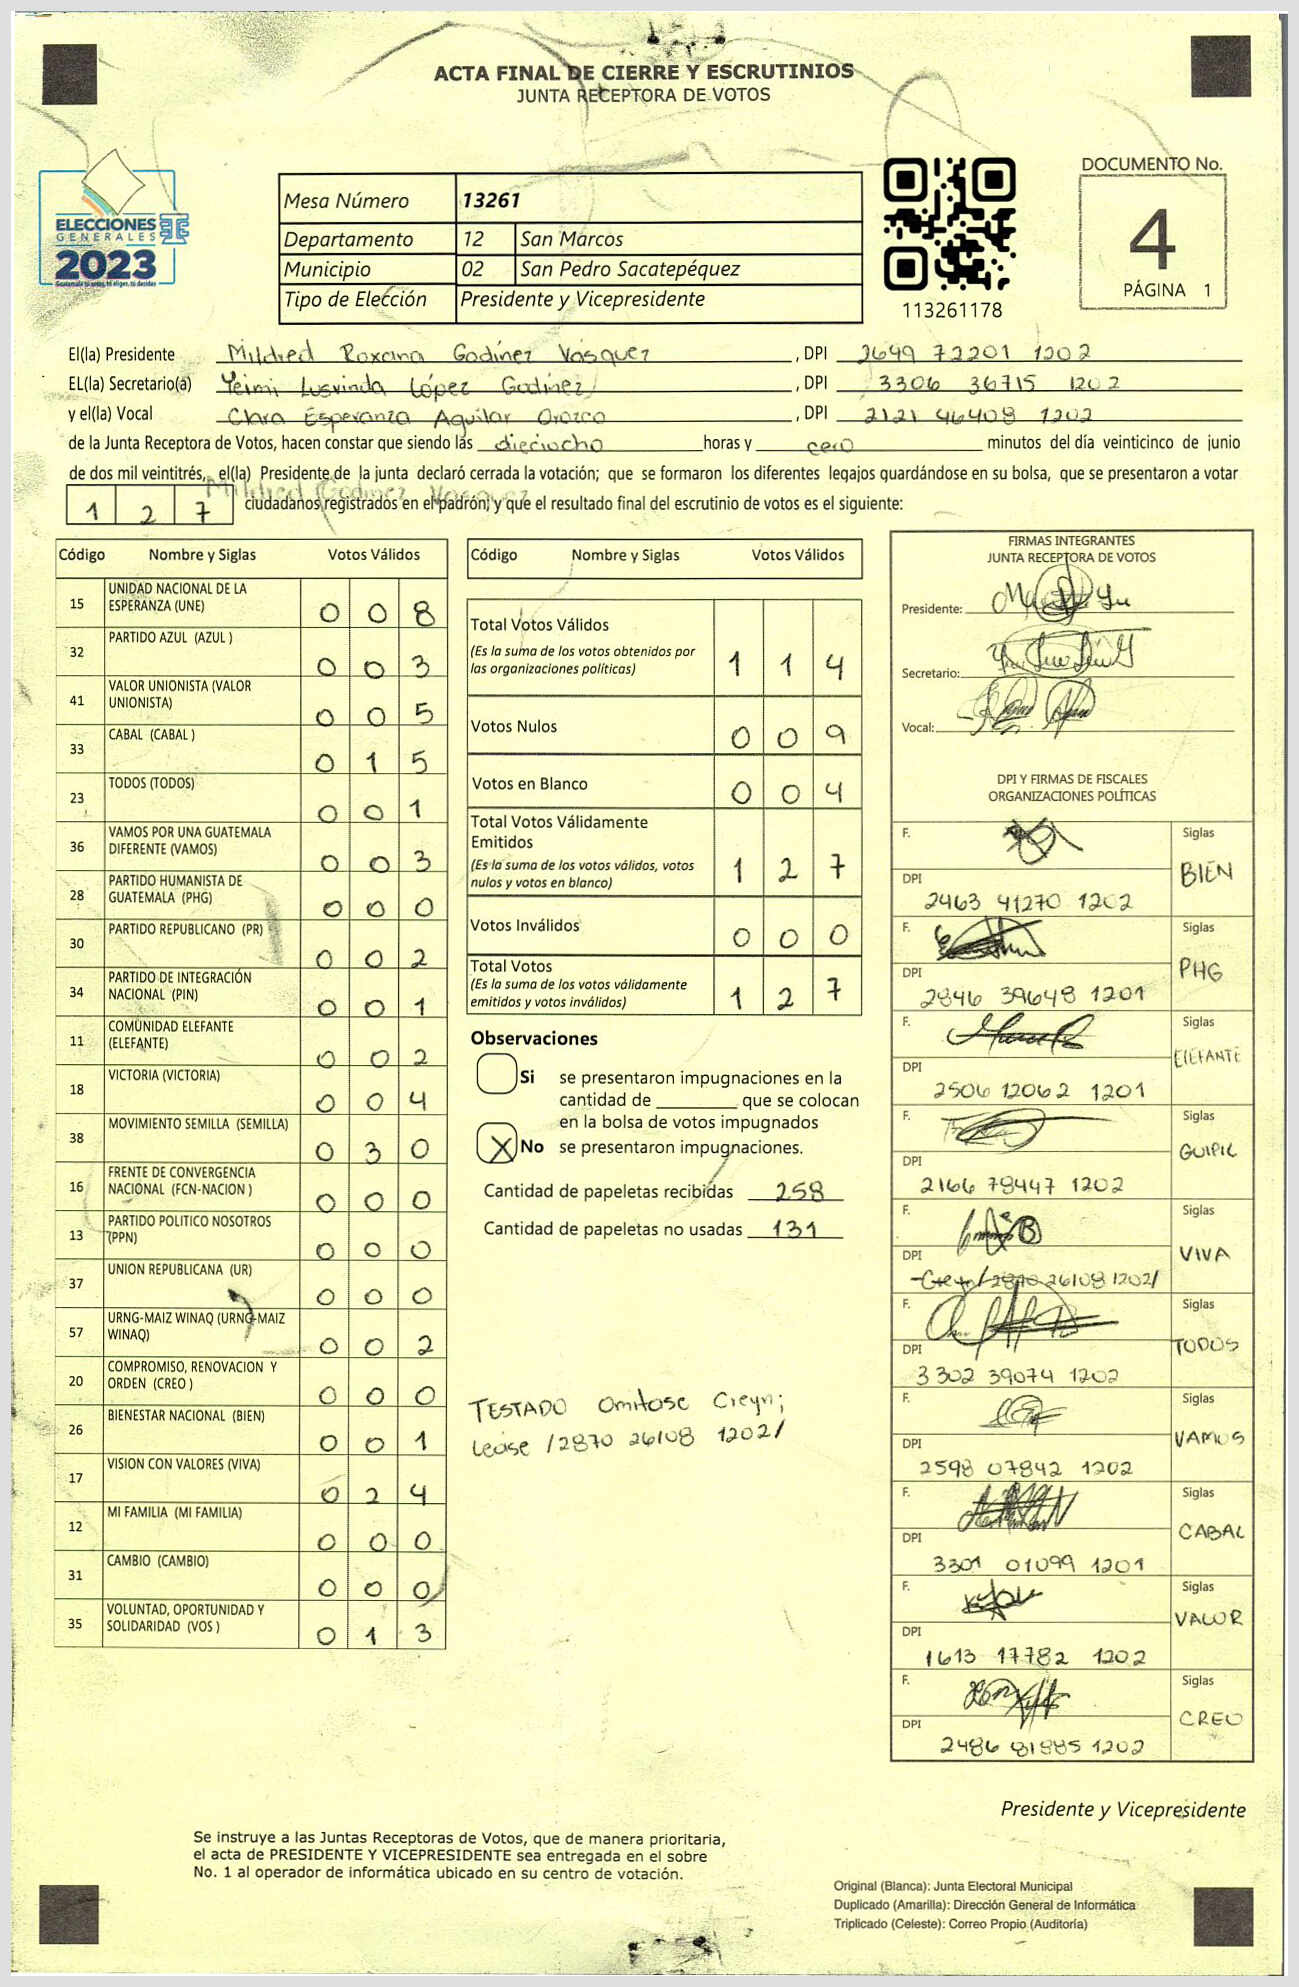 ACTA FINAL DE CIERRE Y ESCRUTINIOS
JUNTA RECEPTORA DE VOTOS
ELECCIONES
GENERALES
2023
Mesa Número 13261
Departamento 12 San Marcos
Municipio 02 San Pedro Sacatepéquez
Tipo de Elección Presidente y Vicepresidente
113261178
DOCUMENTO No.
4
PÁGINA 1
El(la) Presidente Mildred Roxana Godínez Vásquez , DPI 2649 72201 1202
EL(la) Secretario(a) Yeimi Lusvinda López Godínez , DPI 3306 36715 1202
y el(la) Vocal Clara Esperanza Aguilar Orozco , DPI 2121 46408 1202
de la Junta Receptora de Votos, hacen constar que siendo las dieciocho horas y cero minutos del día veinticinco de junio
de dos mil veintitrés, el(la) Presidente de la junta declaró cerrada la votación; que se formaron los diferentes legajos guardándose en su bolsa, que se presentaron a votar
1 2 7 ciudadanos registrados en el padrón; y que el resultado final del escrutinio de votos es el siguiente:
Mildred Godínez Vásquez
Código Nombre y Siglas Votos Válidos
15 UNIDAD NACIONAL DE LA ESPERANZA (UNE) 0 0 8
32 PARTIDO AZUL (AZUL ) 0 0 3
41 VALOR UNIONISTA (VALOR UNIONISTA) 0 0 5
33 CABAL (CABAL ) 0 1 5
23 TODOS (TODOS) 0 0 1
36 VAMOS POR UNA GUATEMALA DIFERENTE (VAMOS) 0 0 3
28 PARTIDO HUMANISTA DE GUATEMALA (PHG) 0 0 0
30 PARTIDO REPUBLICANO (PR) 0 0 2
34 PARTIDO DE INTEGRACIÓN NACIONAL (PIN) 0 0 1
11 COMUNIDAD ELEFANTE (ELEFANTE) 0 0 2
18 VICTORIA (VICTORIA) 0 0 4
38 MOVIMIENTO SEMILLA (SEMILLA) 0 3 0
16 FRENTE DE CONVERGENCIA NACIONAL (FCN-NACION ) 0 0 0
13 PARTIDO POLITICO NOSOTROS (PPN) 0 0 0
37 UNION REPUBLICANA (UR) 0 0 0
57 URNG-MAIZ WINAQ (URNG-MAIZ WINAQ) 0 0 2
20 COMPROMISO, RENOVACION Y ORDEN (CREO ) 0 0 0
26 BIENESTAR NACIONAL (BIEN) 0 0 1
17 VISION CON VALORES (VIVA) 0 2 4
12 MI FAMILIA (MI FAMILIA) 0 0 0
31 CAMBIO (CAMBIO) 0 0 0
35 VOLUNTAD, OPORTUNIDAD Y SOLIDARIDAD (VOS ) 0 1 3
Código Nombre y Siglas Votos Válidos
Total Votos Válidos 1 1 4
(Es la suma de los votos obtenidos por
las organizaciones políticas)
Votos Nulos 0 0 9
Votos en Blanco 0 0 4
Total Votos Válidamente
Emitidos 1 2 7
(Es la suma de los votos válidos, votos
nulos y votos en blanco)
Votos Inválidos 0 0 0
Total Votos 1 2 7
(Es la suma de los votos válidamente
emitidos y votos inválidos)
Observaciones
Si se presentaron impugnaciones en la
cantidad de ________ que se colocan
en la bolsa de votos impugnados
X No se presentaron impugnaciones.
Cantidad de papeletas recibidas 258
Cantidad de papeletas no usadas 131
TESTADO Omitase Creyn;
Lease /2870 26108 1202/
FIRMAS INTEGRANTES
JUNTA RECEPTORA DE VOTOS
Presidente:
Secretario:
Vocal:
DPI Y FIRMAS DE FISCALES
ORGANIZACIONES POLÍTICAS
F. Siglas BIEN
DPI 2463 41270 1202
F. Siglas PHG
DPI 2846 39648 1201
F. Siglas ELEFANTE
DPI 2506 12062 1201
F. Siglas GUIPIL
DPI 2166 78447 1202
F. Siglas VIVA
DPI /2870 26108 1202/
F. Siglas TODOS
DPI 3302 39074 1202
F. Siglas VAMOS
DPI 2598 07842 1202
F. Siglas CABAL
DPI 3301 01099 1201
F. Siglas VALOR
DPI 1613 17782 1202
F. Siglas CREO
DPI 2486 81885 1202
Presidente y Vicepresidente
Se instruye a las Juntas Receptoras de Votos, que de manera prioritaria,
el acta de PRESIDENTE Y VICEPRESIDENTE sea entregada en el sobre
No. 1 al operador de informática ubicado en su centro de votación.
Original (Blanca): Junta Electoral Municipal
Duplicado (Amarilla): Dirección General de Informática
Triplicado (Celeste): Correo Propio (Auditoría)